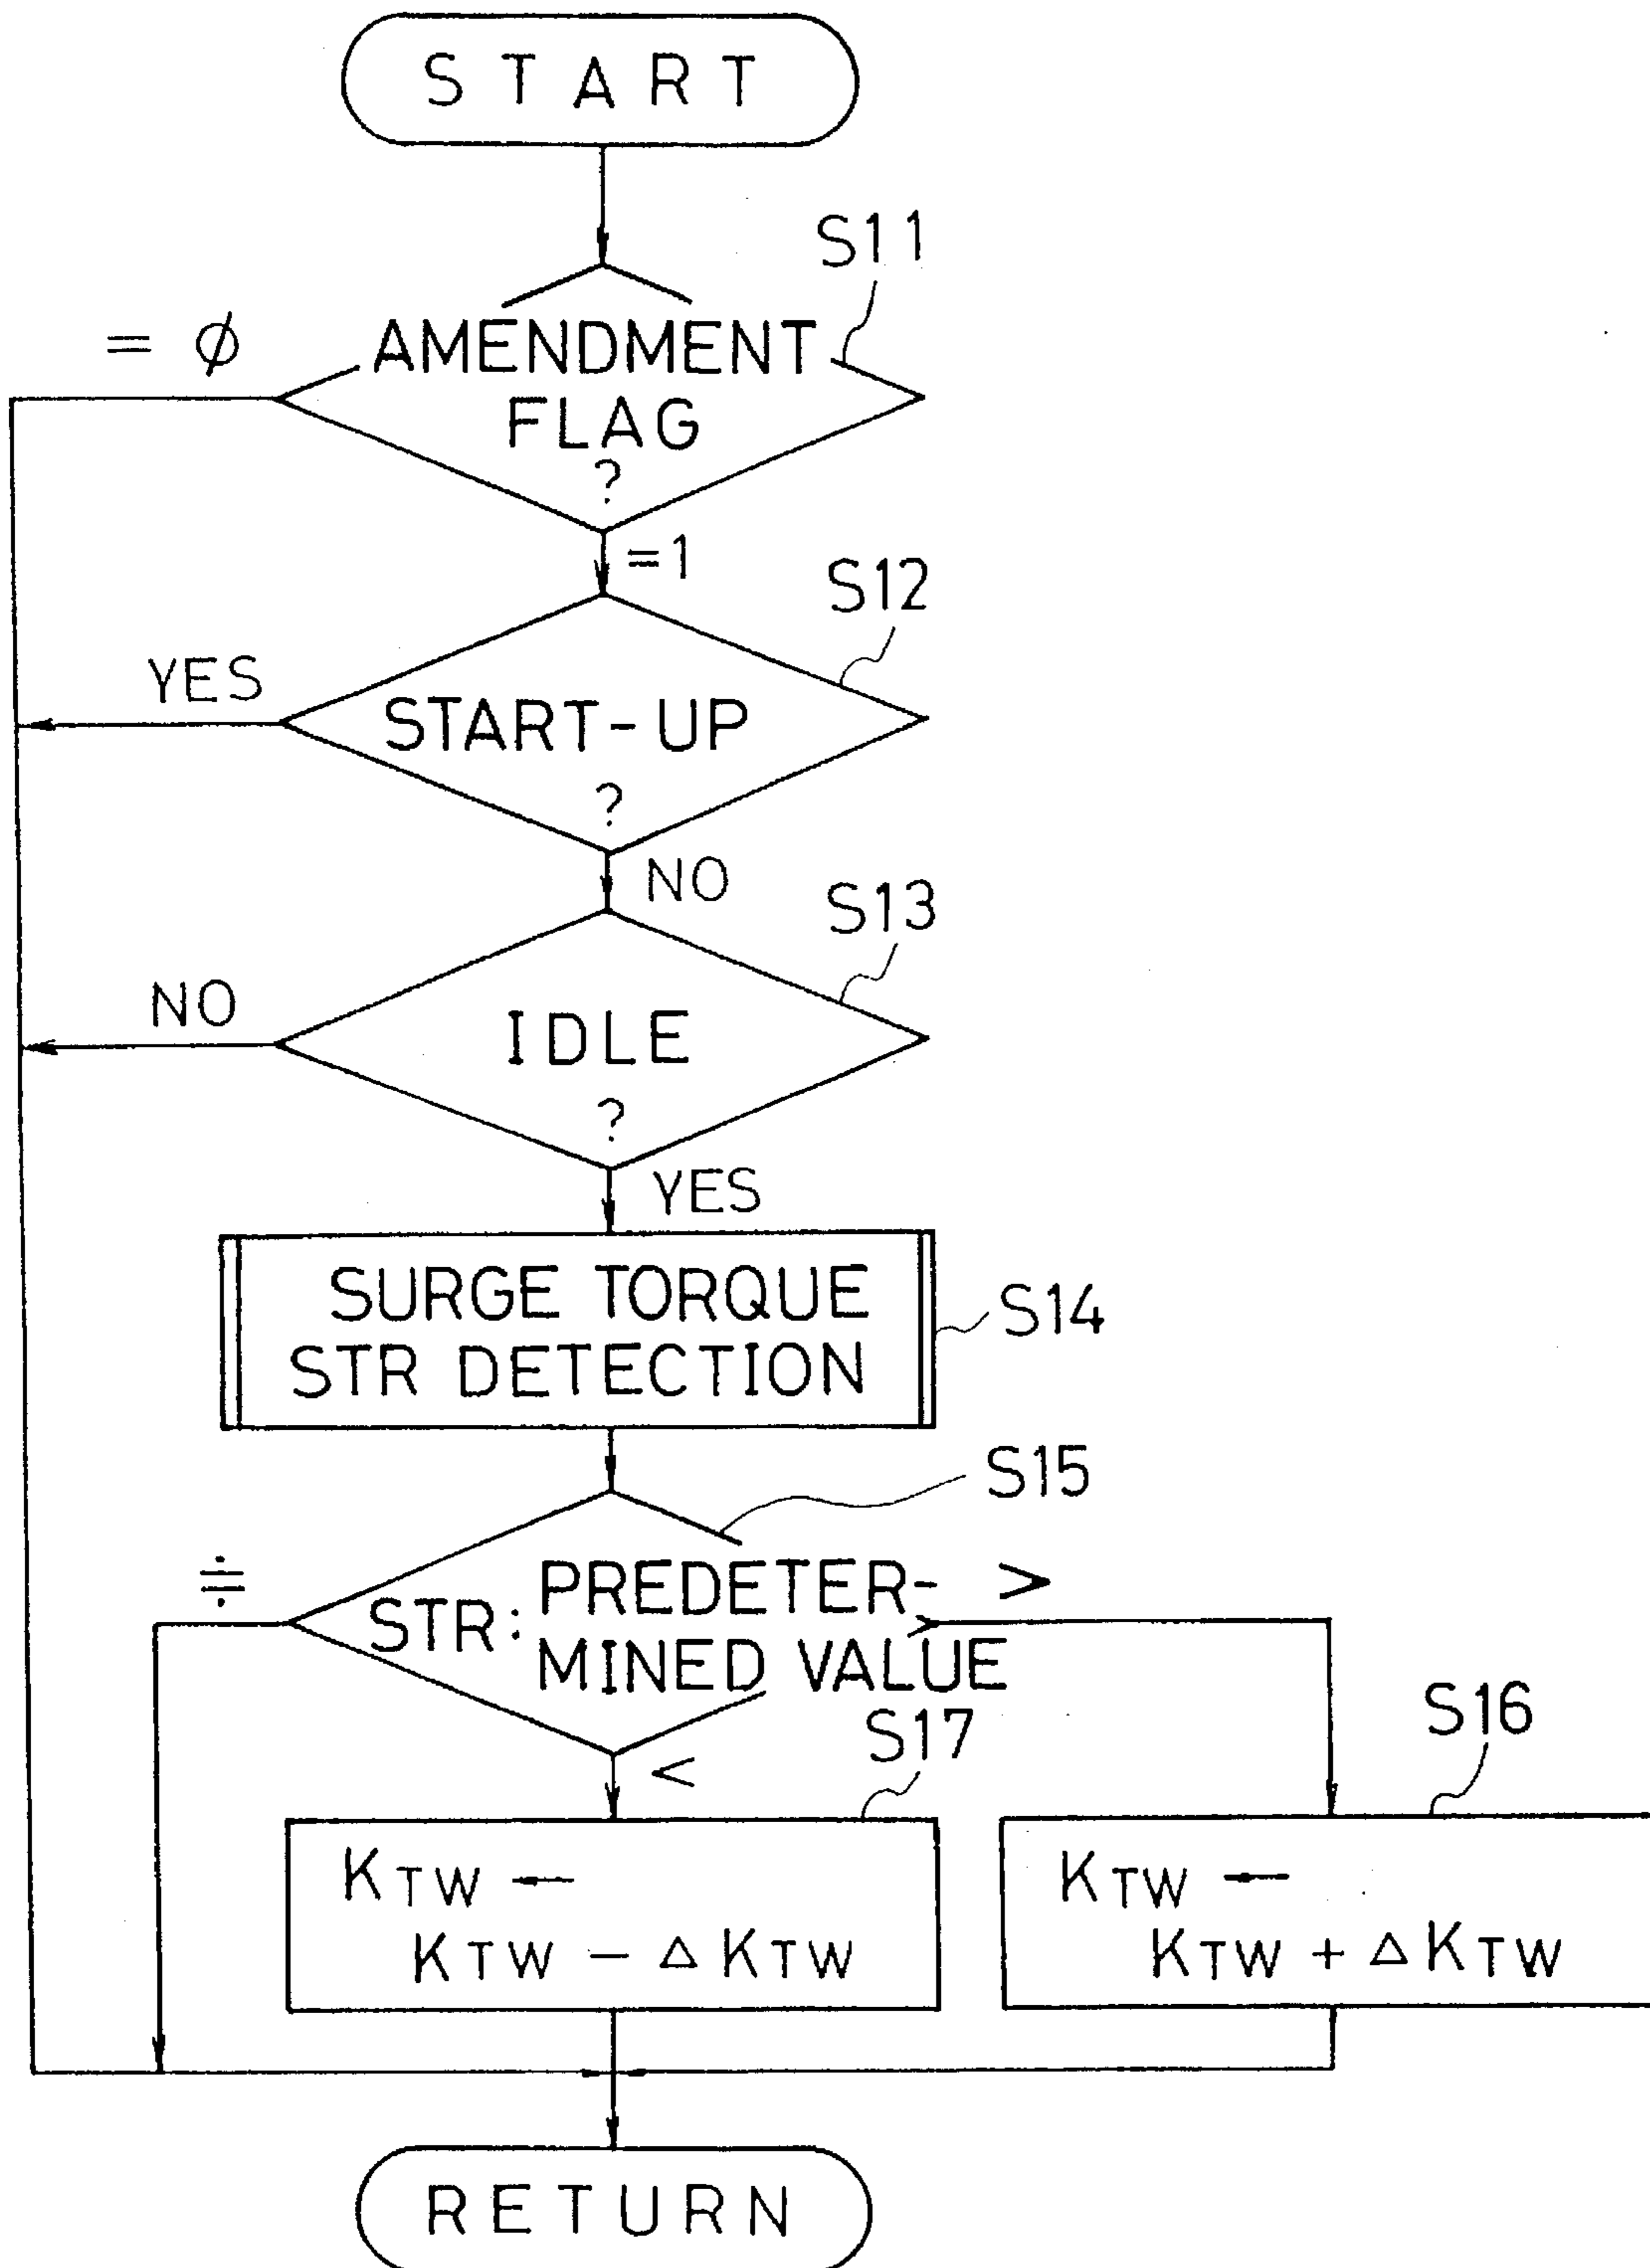 START
S11
= ϕ
AMENDMENT
FLAG
?
=1
S12
YES
START-UP
?
NO
S13
NO
IDLE
?
YES
SURGE TORQUE
STR DETECTION
S14
S15
≑
STR:
PREDETER-
MINED VALUE
>
S17
<
S16
KTW ←
KTW - ΔKTW
KTW ←
KTW + ΔKTW
RETURN